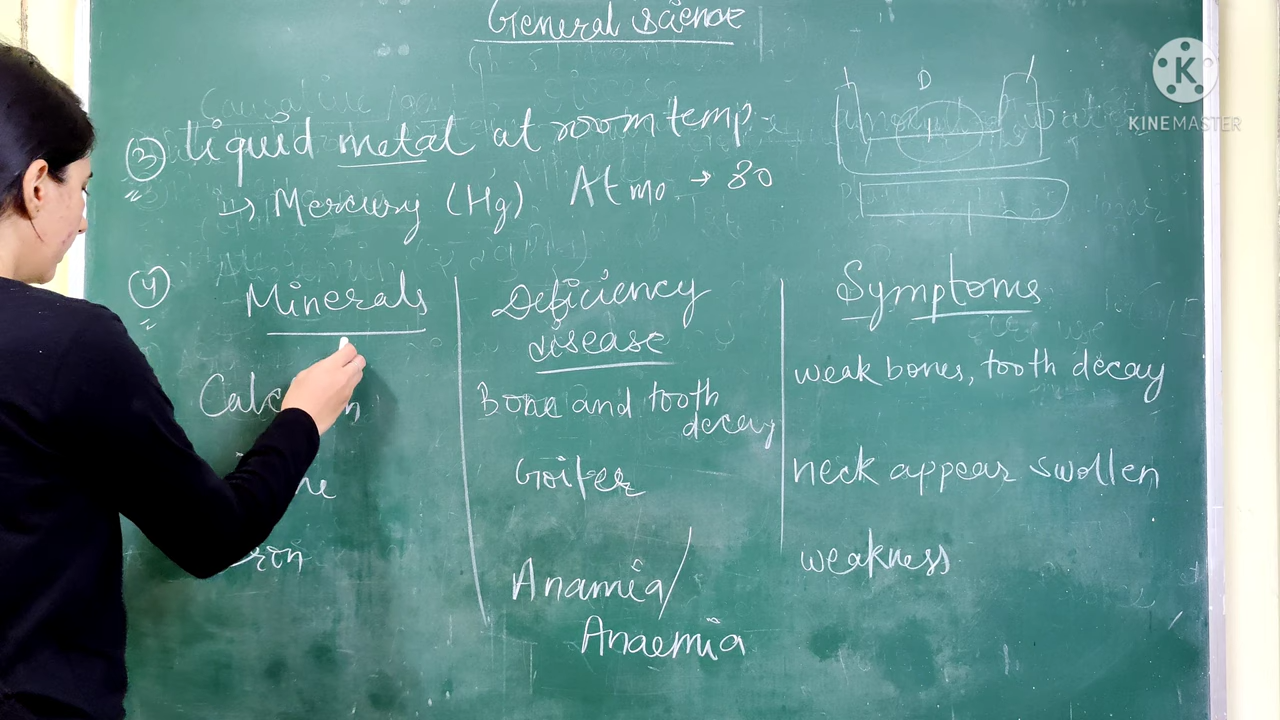 General science
③ liquid metal at room temp.
↳ Mercury (Hg) At no → 80
④ Minerals
Deficiency
disease
Symptoms
Bone and tooth
decay
weak bones, tooth decay
Goiter
neck appear swollen
Anamia/
Anaemia
weakness
D
K
KINEMASTER